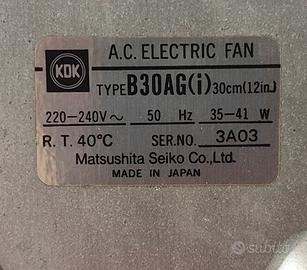 KDK
A.C. ELECTRIC FAN
TYPE B30AG(i) 30cm(12in.)
220-240V~ 50 Hz 35-41 W
R. T. 40°C SER.NO. 3A03
Matsushita Seiko Co.,Ltd.
MADE IN JAPAN
subito